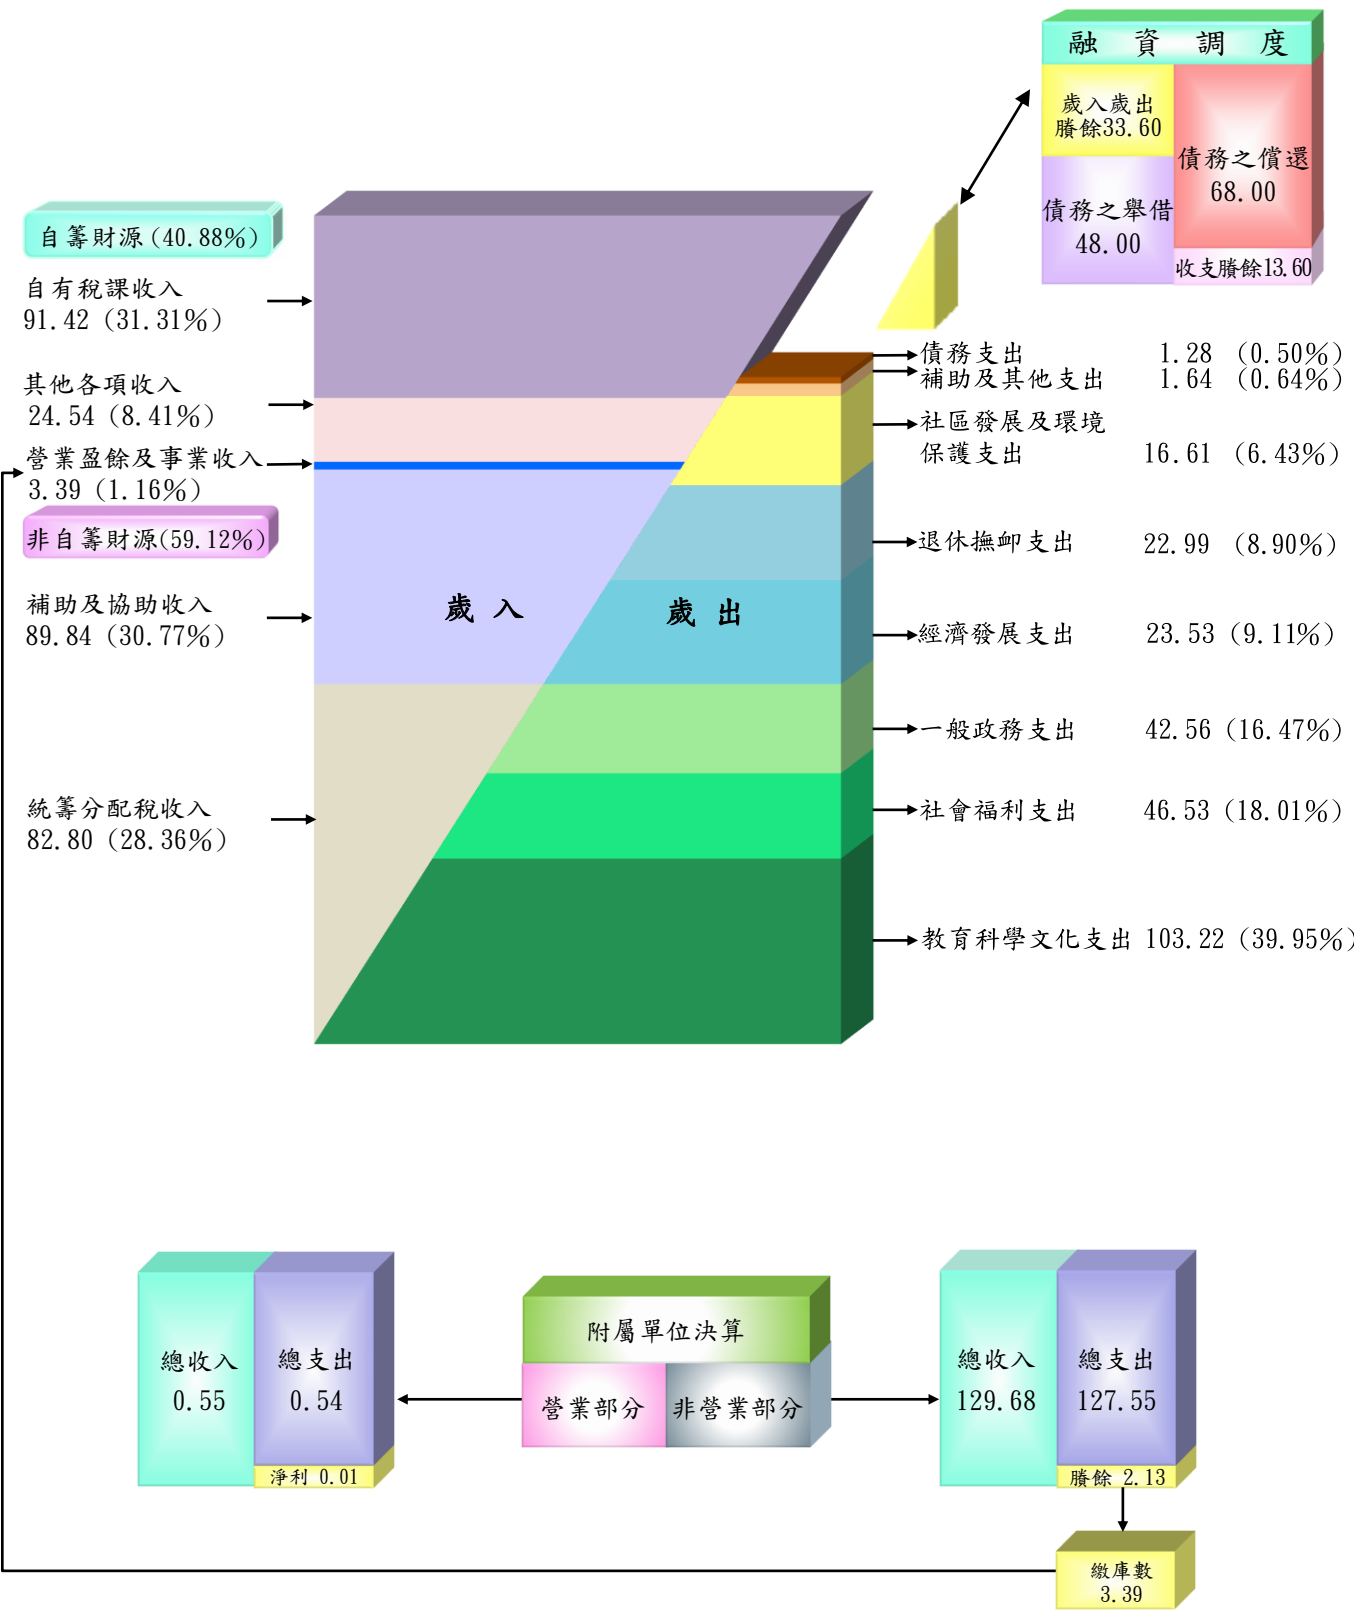 融資調度
歲入歲出
賸餘33.60
債務之償還
68.00
債務之舉借
48.00
收支賸餘13.60
自籌財源(40.88%)
自有稅課收入
91.42 (31.31%)
其他各項收入
24.54 (8.41%)
營業盈餘及事業收入
3.39 (1.16%)
非自籌財源(59.12%)
補助及協助收入
89.84 (30.77%)
統籌分配稅收入
82.80 (28.36%)
歲入
歲出
債務支出 1.28 (0.50%)
補助及其他支出 1.64 (0.64%)
社區發展及環境
保護支出 16.61 (6.43%)
退休撫卹支出 22.99 (8.90%)
經濟發展支出 23.53 (9.11%)
一般政務支出 42.56 (16.47%)
社會福利支出 46.53 (18.01%)
教育科學文化支出 103.22 (39.95%)
總收入
0.55
總支出
0.54
淨利 0.01
附屬單位決算
營業部分
非營業部分
總收入
129.68
總支出
127.55
賸餘 2.13
繳庫數
3.39